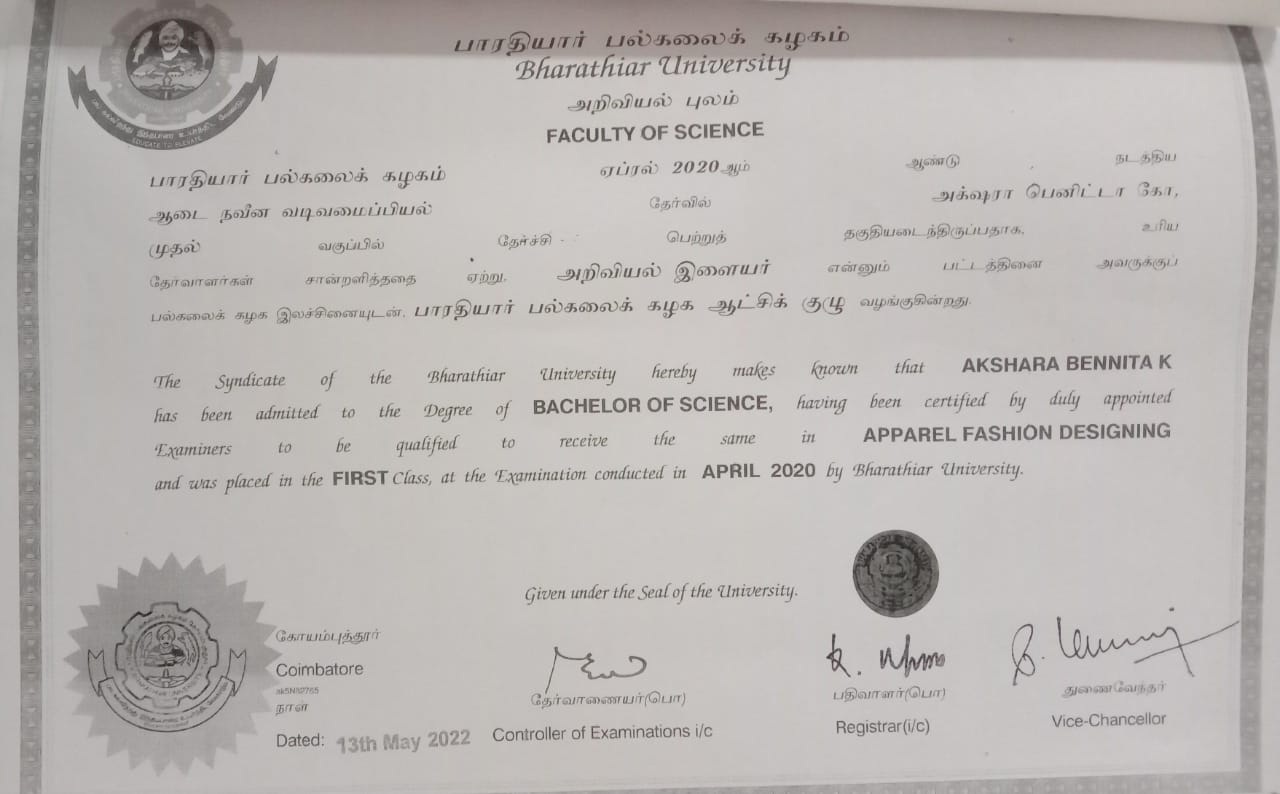 பாரதியார் பல்கலைக் கழகம்
Bharathiar University
அறிவியல் புலம்
FACULTY OF SCIENCE
EDUCATE TO ELEVATE
பாரதியார் பல்கலைக் கழகம் ஏப்ரல் 2020 ஆம் ஆண்டு நடத்திய
ஆடை நவீன வடிவமைப்பியல் தேர்வில் அக்ஷரா பெனிட்டா கோ,
முதல் வகுப்பில் தேர்ச்சி பெற்றுத் தகுதியடைந்திருப்பதாக, உரிய
தேர்வாளர்கள் சான்றளித்ததை ஏற்று, அறிவியல் இளையர் என்னும் பட்டத்தினை அவருக்குப்
பல்கலைக் கழக இலச்சினையுடன், பாரதியார் பல்கலைக் கழக ஆட்சிக் குழு வழங்குகின்றது.
The Syndicate of the Bharathiar University hereby makes known that AKSHARA BENNITA K
has been admitted to the Degree of BACHELOR OF SCIENCE, having been certified by duly appointed
Examiners to be qualified to receive the same in APPAREL FASHION DESIGNING
and was placed in the FIRST Class, at the Examination conducted in APRIL 2020 by Bharathiar University.
Given under the Seal of the University.
கோயம்புத்தூர்
Coimbatore
நாள்
Dated: 13th May 2022
தேர்வாணையர்(பொ)
Controller of Examinations i/c
பதிவாளர்(பொ)
Registrar(i/c)
துணைவேந்தர்
Vice-Chancellor